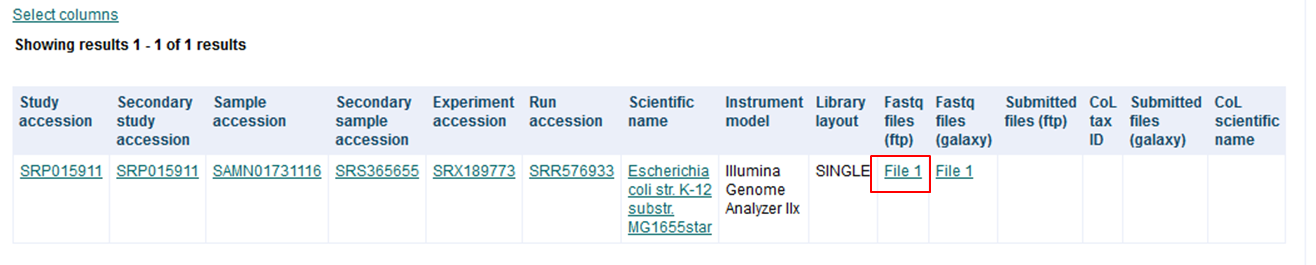 Select columns
Showing results 1 - 1 of 1 results
Study accession Secondary study accession Sample accession Secondary sample accession Experiment accession Run accession Scientific name Instrument model Library layout Fastq files (ftp) Fastq files (galaxy) Submitted files (ftp) CoL tax ID Submitted files (galaxy) CoL scientific name
SRP015911 SRP015911 SAMN01731116 SRS365655 SRX189773 SRR576933 Escherichia coli str. K-12 substr. MG1655star Illumina Genome Analyzer IIx SINGLE File 1 File 1